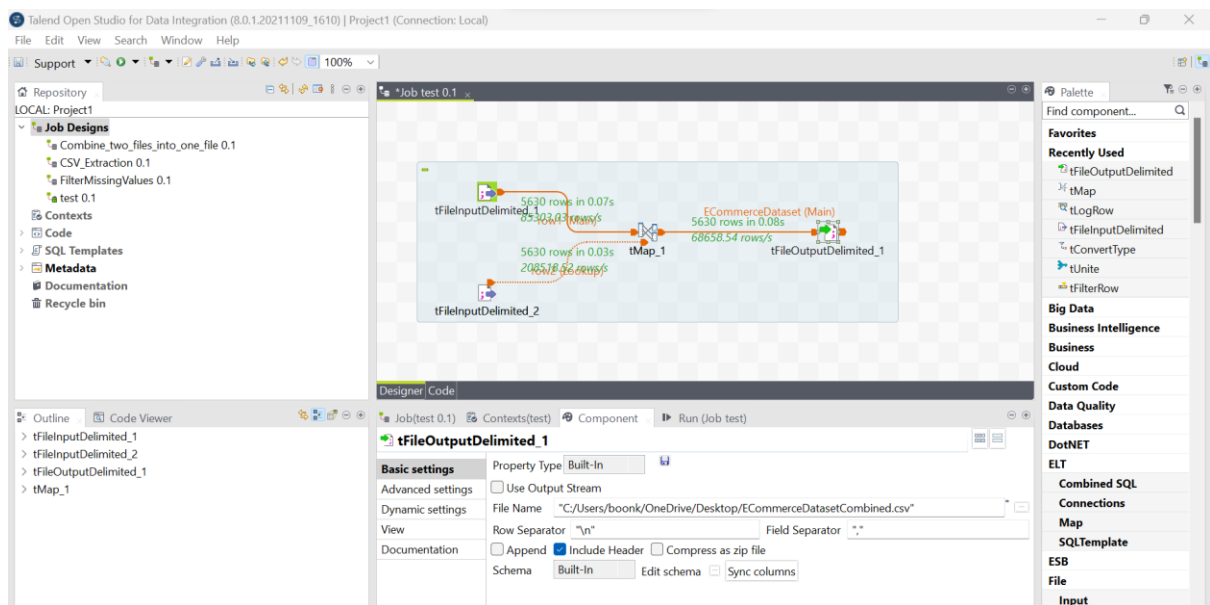 Talend Open Studio for Data Integration (8.0.1.20211109_1610) | Project1 (Connection: Local)
File Edit View Search Window Help
Support 100%
Repository
LOCAL: Project1
Job Designs
Combine_two_files_into_one_file 0.1
CSV_Extraction 0.1
FilterMissingValues 0.1
test 0.1
Contexts
Code
SQL Templates
Metadata
Documentation
Recycle bin
*Job test 0.1
5630 rows in 0.07s
tFileInputDelimited_1
row1 (Main)
ECommerceDataset (Main)
5630 rows in 0.08s
68658.54 rows/s
tMap_1
tFileOutputDelimited_1
5630 rows in 0.03s
row2 (Lookup)
tFileInputDelimited_2
Designer Code
Palette
Find component...
Favorites
Recently Used
tFileOutputDelimited
tMap
tLogRow
tFileInputDelimited
tConvertType
tUnite
tFilterRow
Big Data
Business Intelligence
Business
Cloud
Custom Code
Data Quality
Databases
DotNET
ELT
Combined SQL
Connections
Map
SQLTemplate
ESB
File
Input
Outline Code Viewer
tFileInputDelimited_1
tFileInputDelimited_2
tFileOutputDelimited_1
tMap_1
Job(test 0.1) Contexts(test) Component Run (Job test)
tFileOutputDelimited_1
Basic settings
Advanced settings
Dynamic settings
View
Documentation
Property Type Built-In
Use Output Stream
File Name "C:/Users/boonk/OneDrive/Desktop/ECommerceDatasetCombined.csv" *
Row Separator "\n" Field Separator ","
Append Include Header Compress as zip file
Schema Built-In Edit schema Sync columns